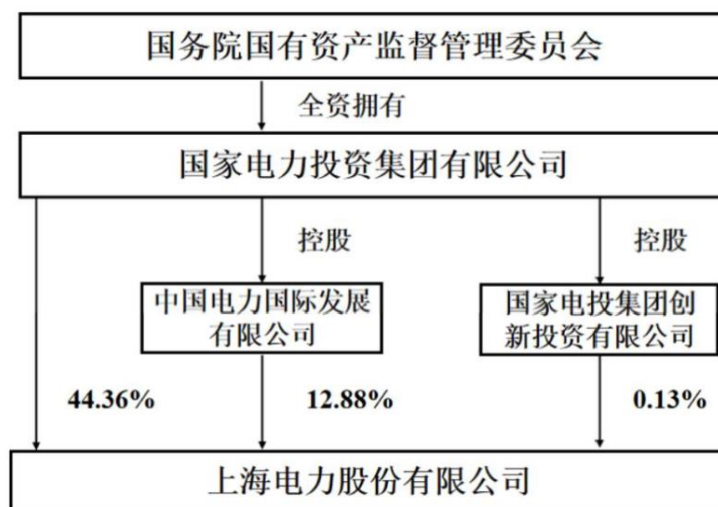 国务院国有资产监督管理委员会
全资拥有
国家电力投资集团有限公司
控股
控股
中国电力国际发展
有限公司
国家电投集团创
新投资有限公司
44.36%
12.88%
0.13%
上海电力股份有限公司